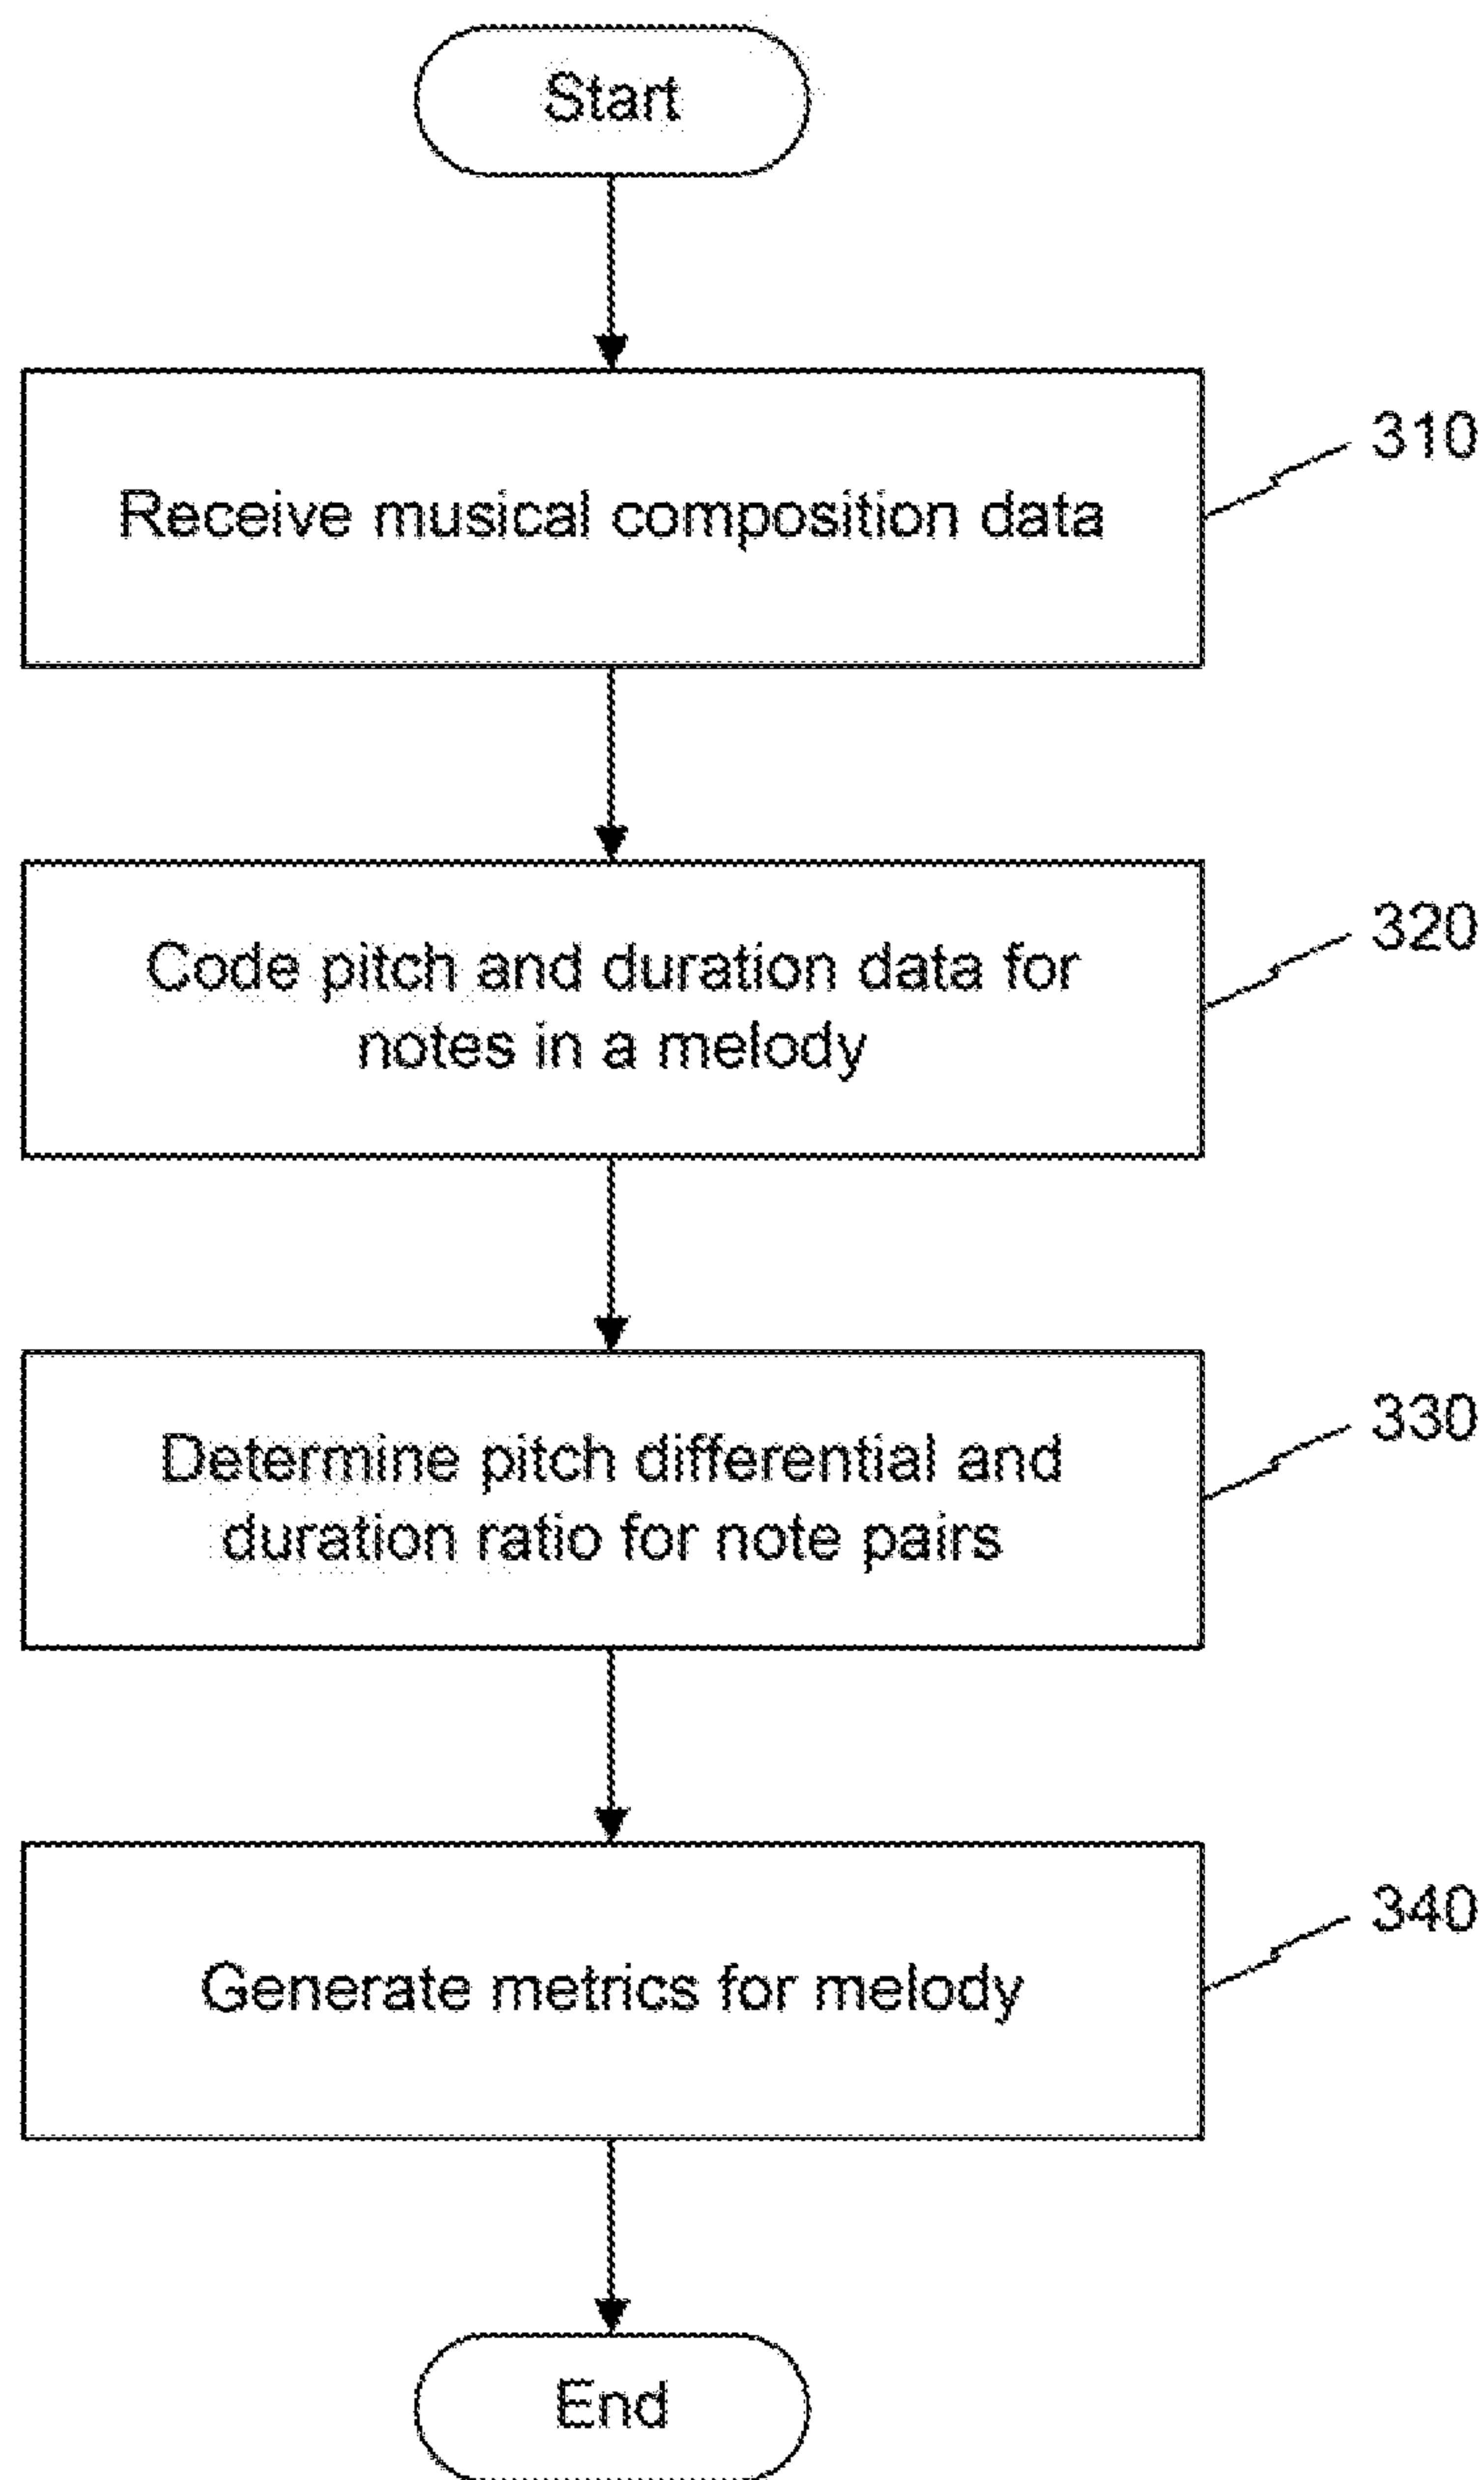 Start
Receive musical composition data
310
Code pitch and duration data for
notes in a melody
320
Determine pitch differential and
duration ratio for note pairs
330
Generate metrics for melody
340
End